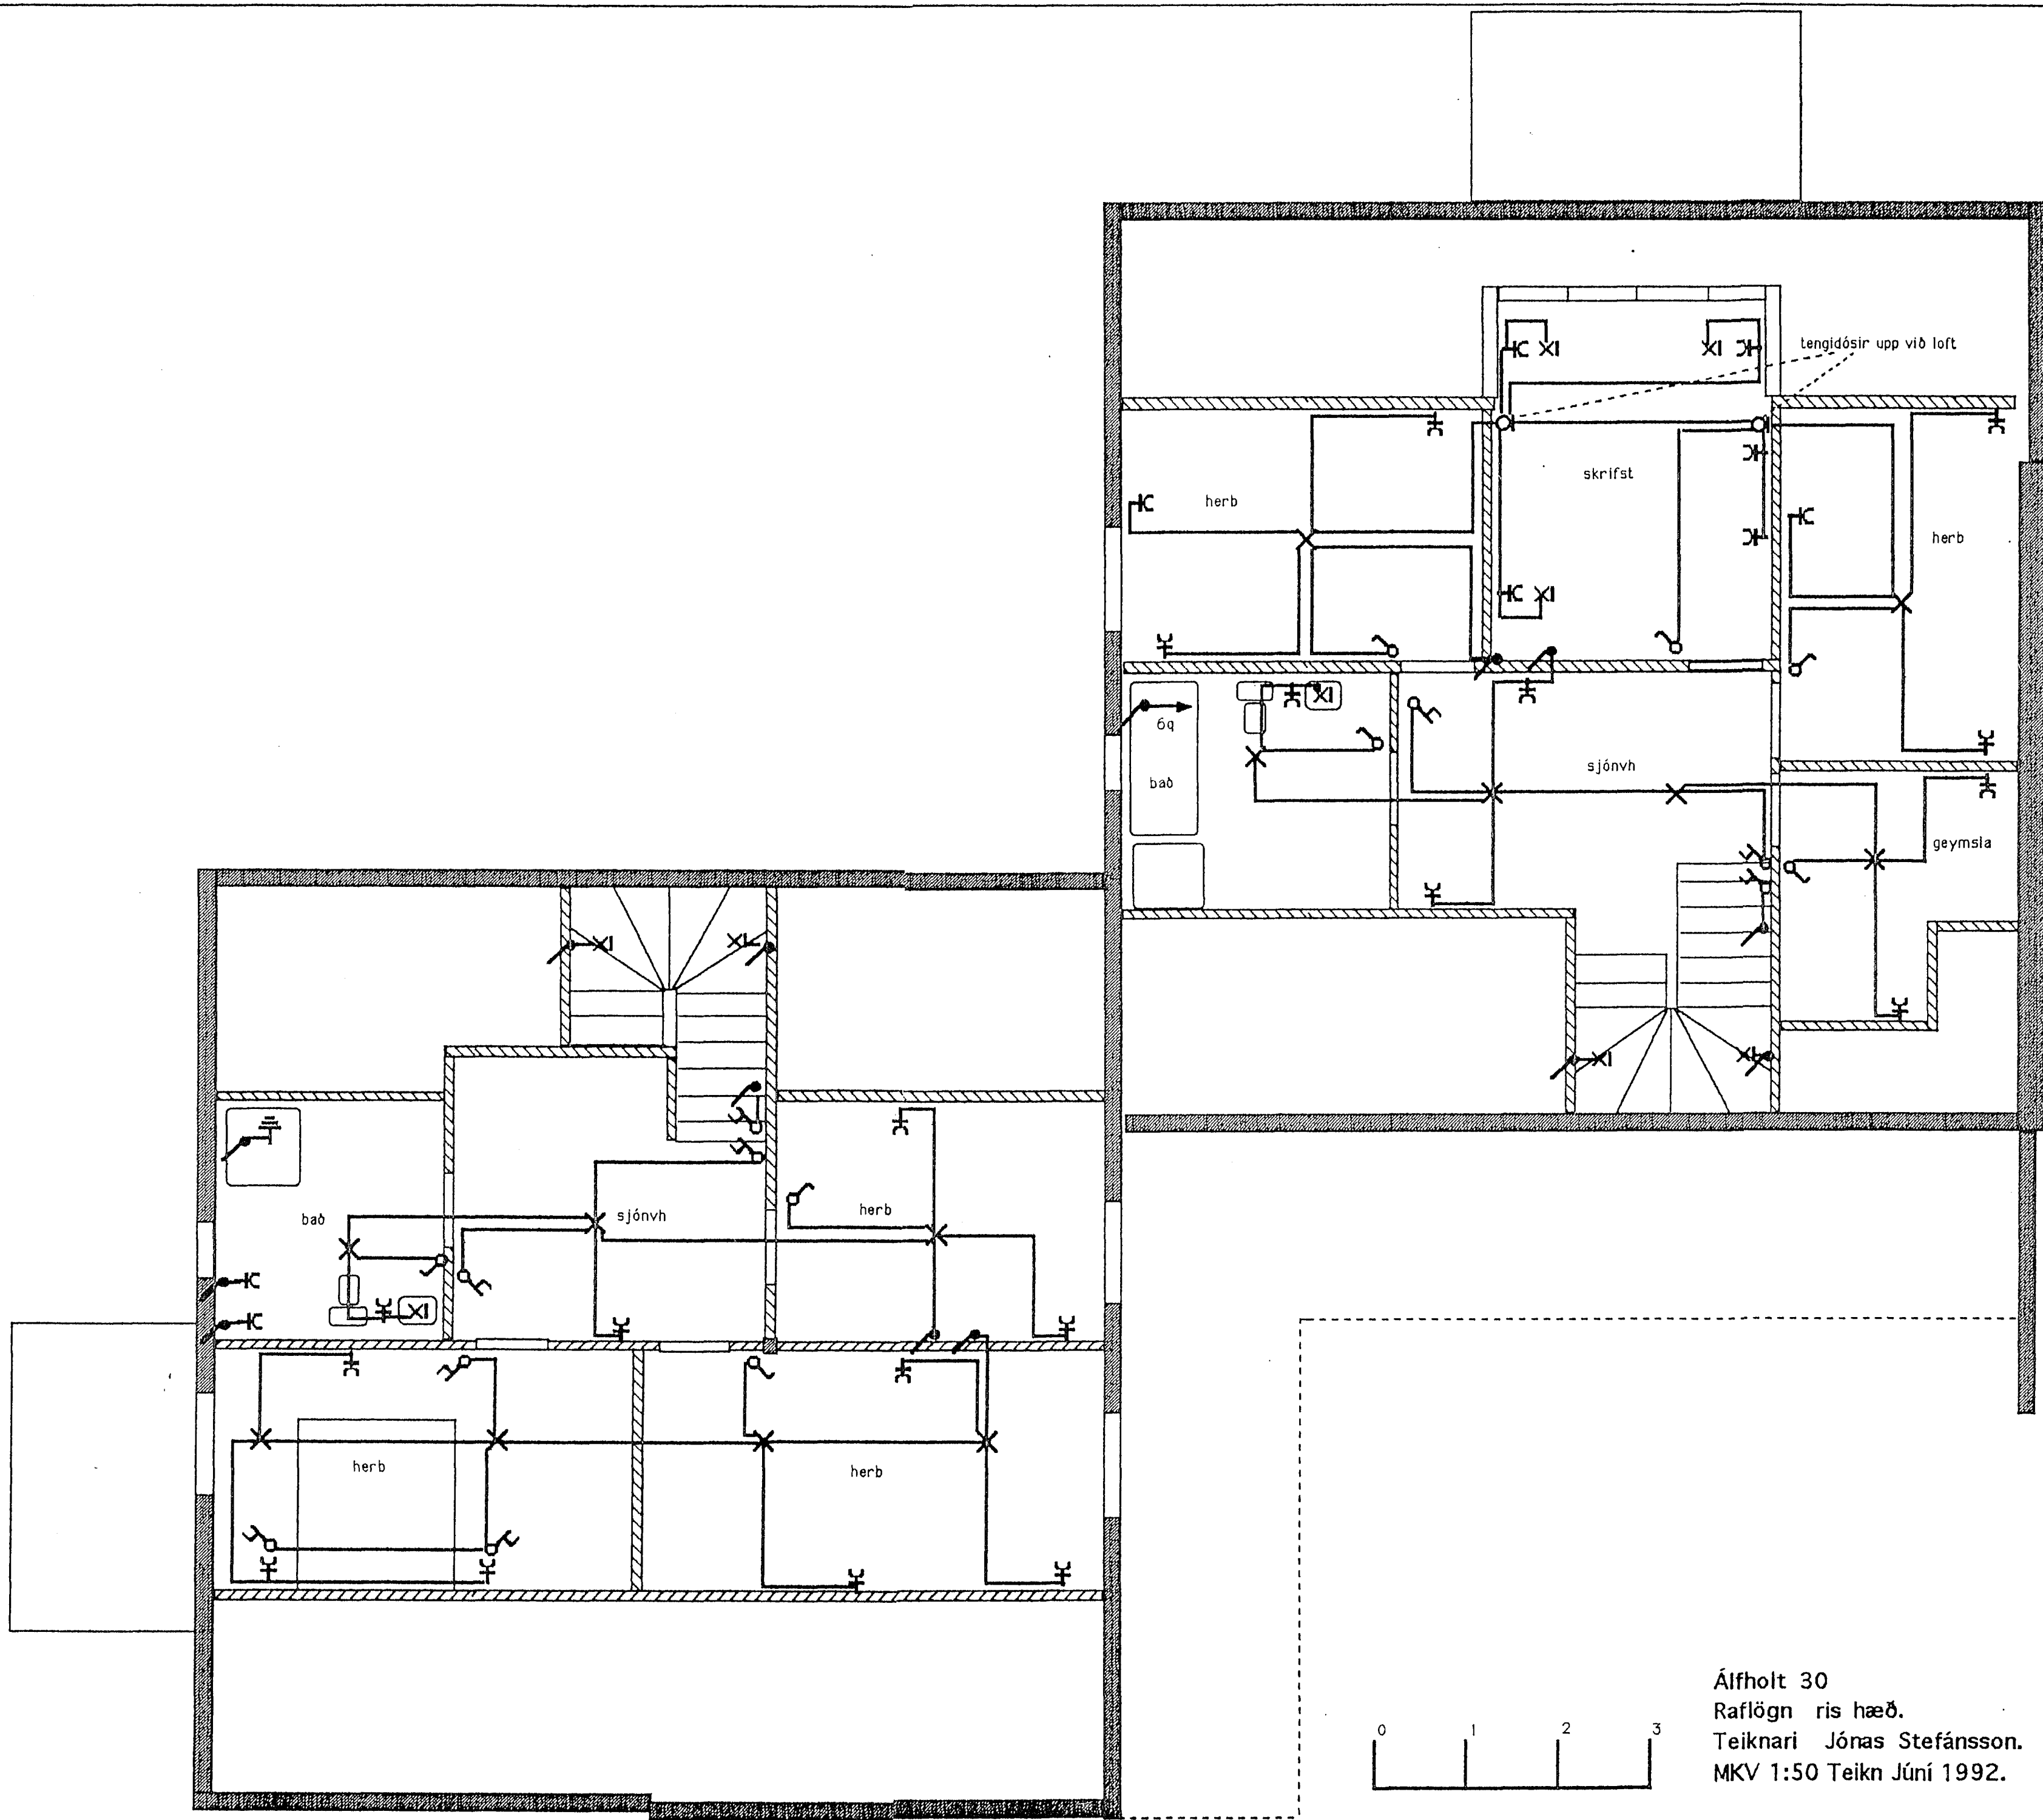 tengidósir upp við loft
skrifst
herb
herb
6q
bað
sjónvh
geymsla
bað
sjónvh
herb
herb
herb
0 1 2 3
Álfholt 30
Raflögn ris hæð.
Teiknari Jónas Stefánsson.
MKV 1:50 Teikn Júní 1992.